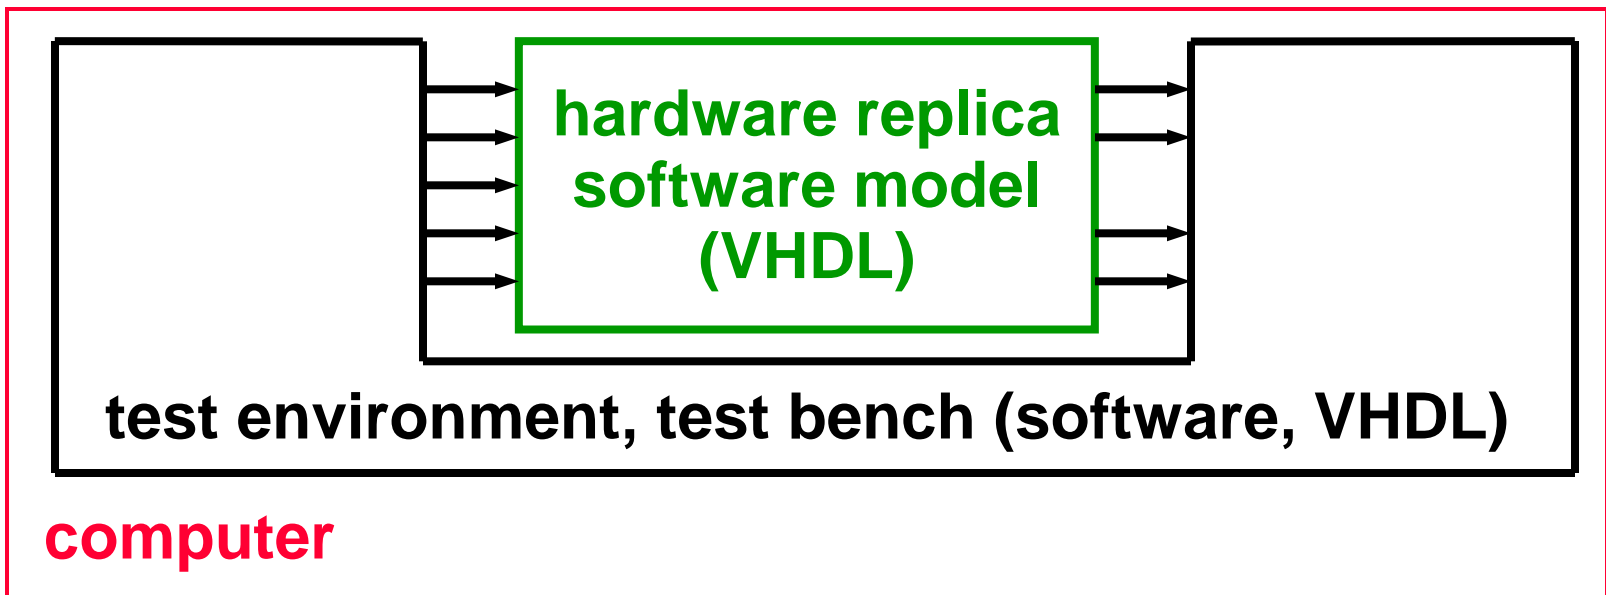 hardware replica
software model
(VHDL)
test environment, test bench (software, VHDL)
computer